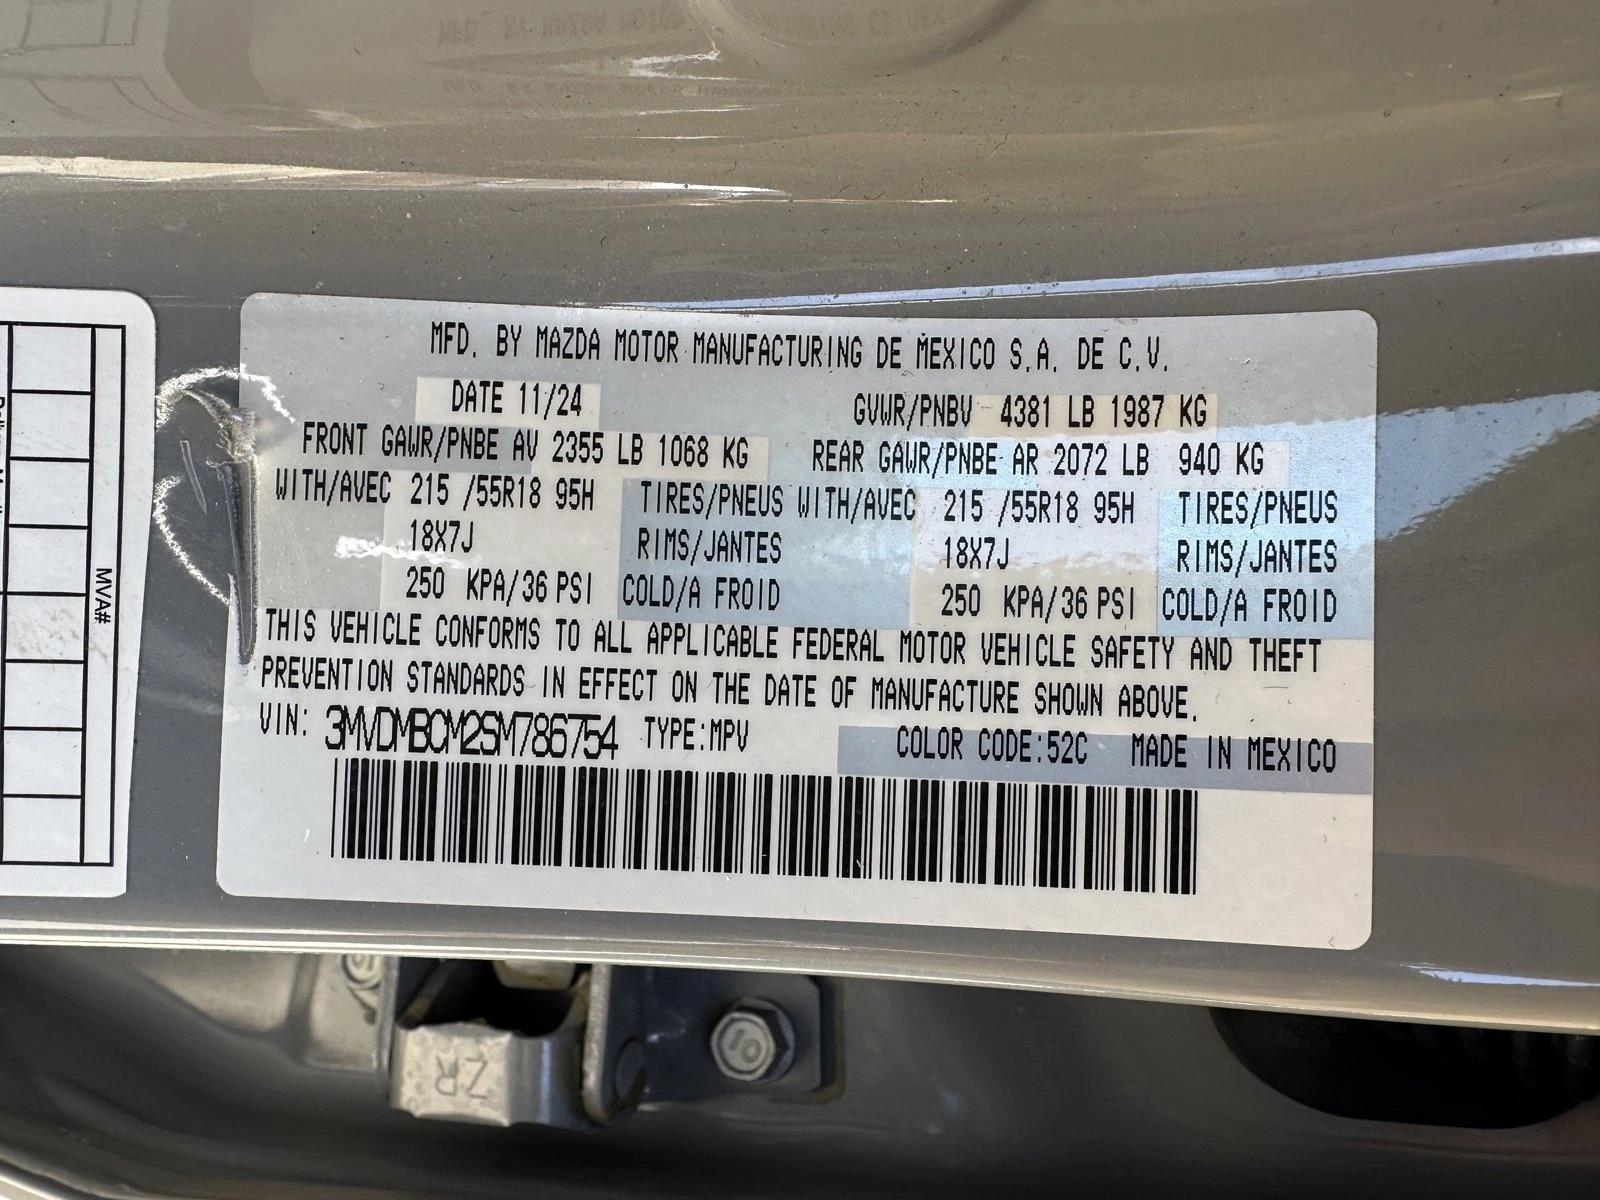 MFD. BY MAZDA MOTOR MANUFACTURING DE MEXICO S.A. DE C.V.
DATE 11/24 GVWR/PNBV 4381 LB 1987 KG
FRONT GAWR/PNBE AV 2355 LB 1068 KG REAR GAWR/PNBE AR 2072 LB 940 KG
WITH/AVEC 215 /55R18 95H TIRES/PNEUS WITH/AVEC 215 /55R18 95H TIRES/PNEUS
18X7J RIMS/JANTES 18X7J RIMS/JANTES
250 KPA/36 PSI COLD/A FROID 250 KPA/36 PSI COLD/A FROID
THIS VEHICLE CONFORMS TO ALL APPLICABLE FEDERAL MOTOR VEHICLE SAFETY AND THEFT
PREVENTION STANDARDS IN EFFECT ON THE DATE OF MANUFACTURE SHOWN ABOVE.
VIN: 3MVDMBCM2SM786754 TYPE:MPV COLOR CODE:52C MADE IN MEXICO
MVA#
ZR
10